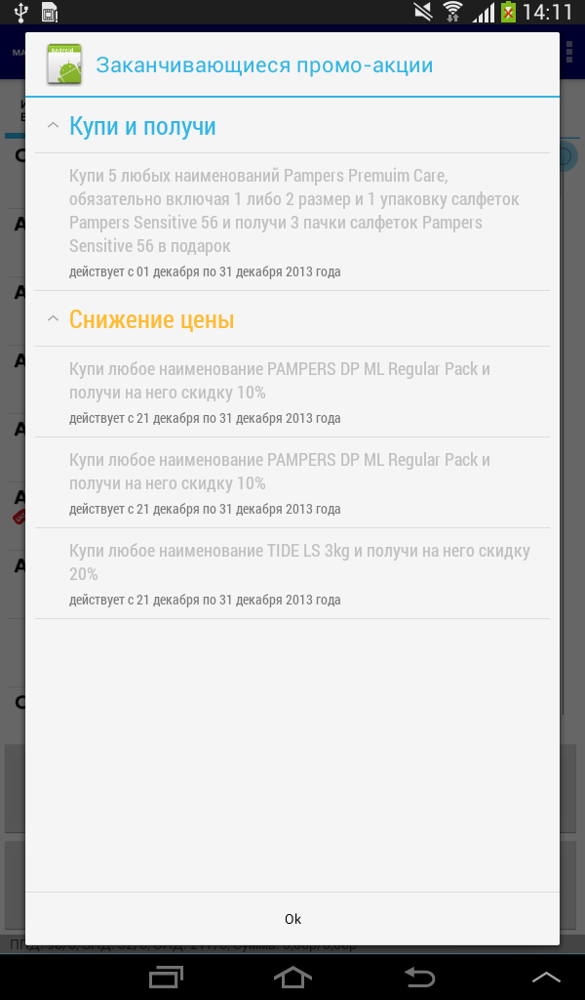 14:11
Android
Заканчивающиеся промо-акции
Купи и получи
Купи 5 любых наименований Pampers Premuim Care,
обязательно включая 1 либо 2 размер и 1 упаковку салфеток
Pampers Sensitive 56 и получи 3 пачки салфеток Pampers
Sensitive 56 в подарок
действует с 01 декабря по 31 декабря 2013 года
Снижение цены
Купи любое наименование PAMPERS DP ML Regular Pack и
получи на него скидку 10%
действует с 21 декабря по 31 декабря 2013 года
Купи любое наименование PAMPERS DP ML Regular Pack и
получи на него скидку 10%
действует с 21 декабря по 31 декабря 2013 года
Купи любое наименование TIDE LS 3kg и получи на него скидку
20%
действует с 21 декабря по 31 декабря 2013 года
Ok